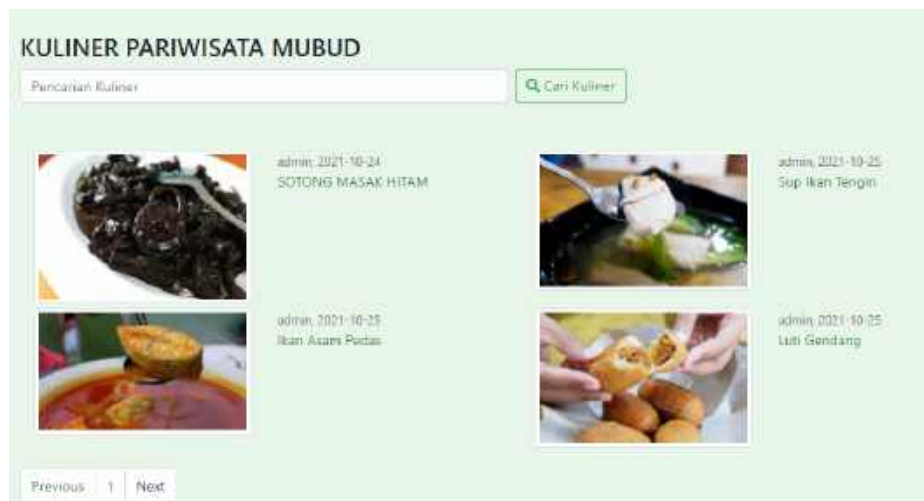 KULINER PARIWISATA MUBUD
Pencarian Kuliner
Cari Kuliner
admin, 2021-10-24
SOTONG MASAK HITAM
admin, 2021-10-25
Sup Ikan Tengiri
admin, 2021-10-25
Ikan Asam Pedas
admin, 2021-10-25
Luti Gendang
Previous 1 Next